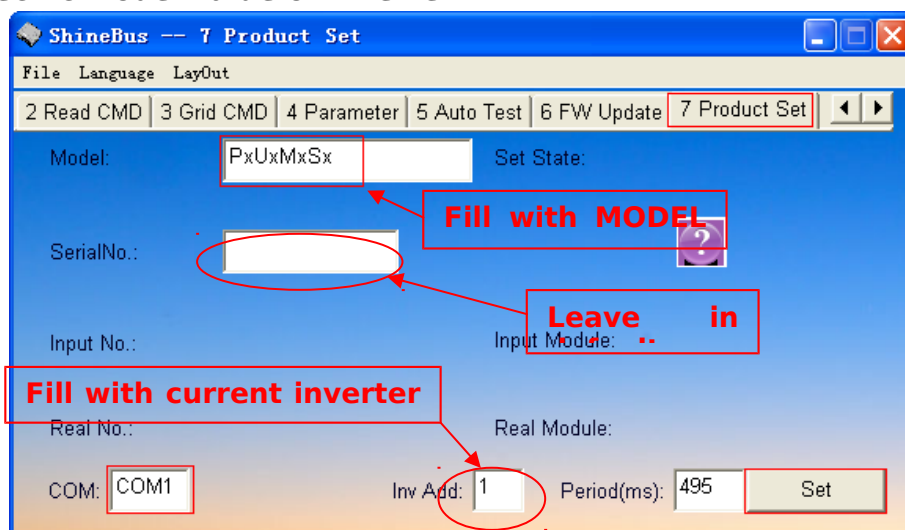 ShineBus -- 7 Product Set
File Language LayOut
2 Read CMD 3 Grid CMD 4 Parameter 5 Auto Test 6 FW Update 7 Product Set
Model: PxUxMxSx Set State:
Fill with MODEL
?
SerialNo.:
Leave in
Input No.: Input Module:
Fill with current inverter
Real No.: Real Module:
COM: COM1 Inv Add: 1 Period(ms): 495 Set